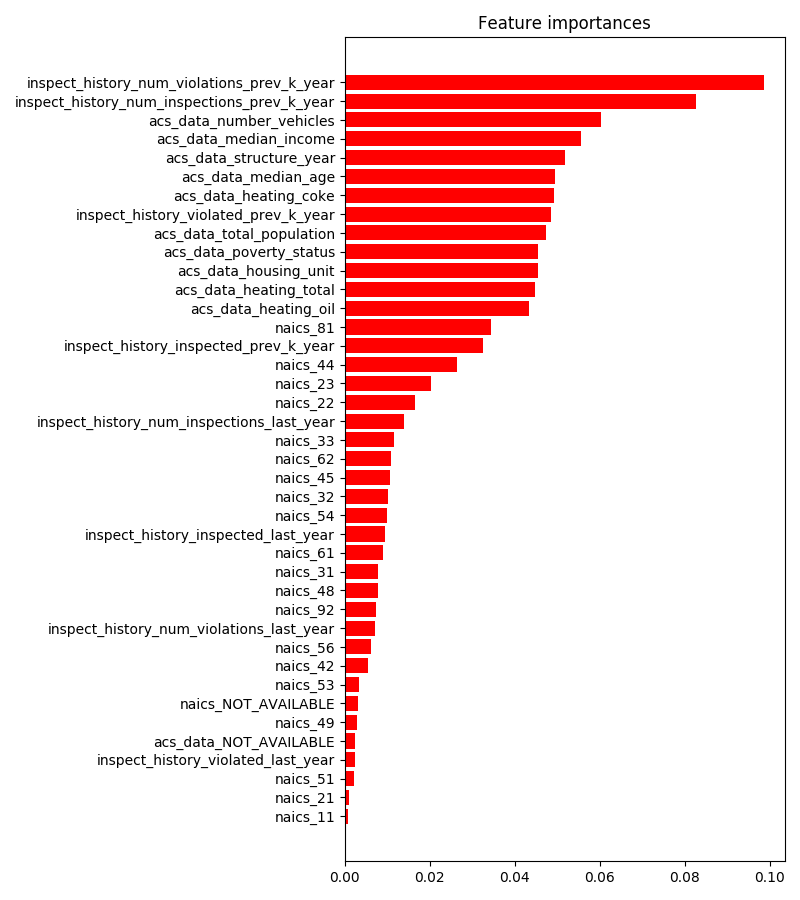 Feature importances
inspect_history_num_violations_prev_k_year
inspect_history_num_inspections_prev_k_year
acs_data_number_vehicles
acs_data_median_income
acs_data_structure_year
acs_data_median_age
acs_data_heating_coke
inspect_history_violated_prev_k_year
acs_data_total_population
acs_data_poverty_status
acs_data_housing_unit
acs_data_heating_total
acs_data_heating_oil
naics_81
inspect_history_inspected_prev_k_year
naics_44
naics_23
naics_22
inspect_history_num_inspections_last_year
naics_33
naics_62
naics_45
naics_32
naics_54
inspect_history_inspected_last_year
naics_61
naics_31
naics_48
naics_92
inspect_history_num_violations_last_year
naics_56
naics_42
naics_53
naics_NOT_AVAILABLE
naics_49
acs_data_NOT_AVAILABLE
inspect_history_violated_last_year
naics_51
naics_21
naics_11
0.00 0.02 0.04 0.06 0.08 0.10